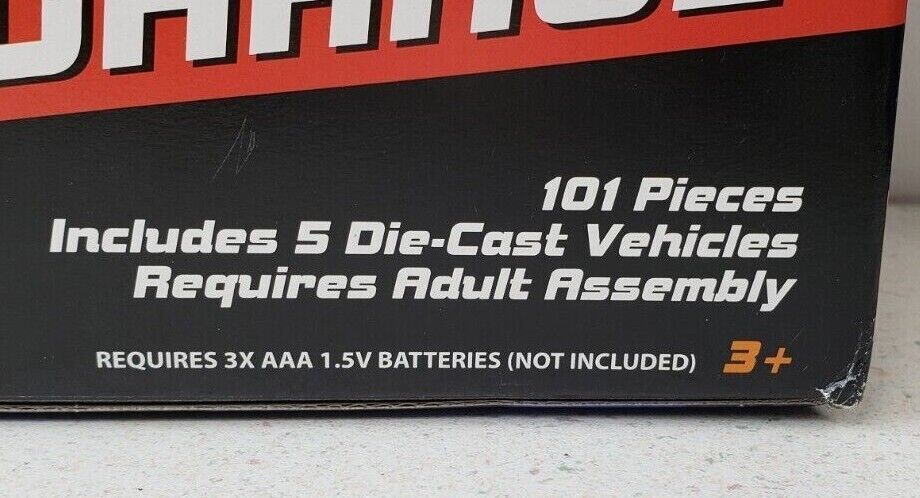 101 Pieces
Includes 5 Die-Cast Vehicles
Requires Adult Assembly
REQUIRES 3X AAA 1.5V BATTERIES (NOT INCLUDED) 3+